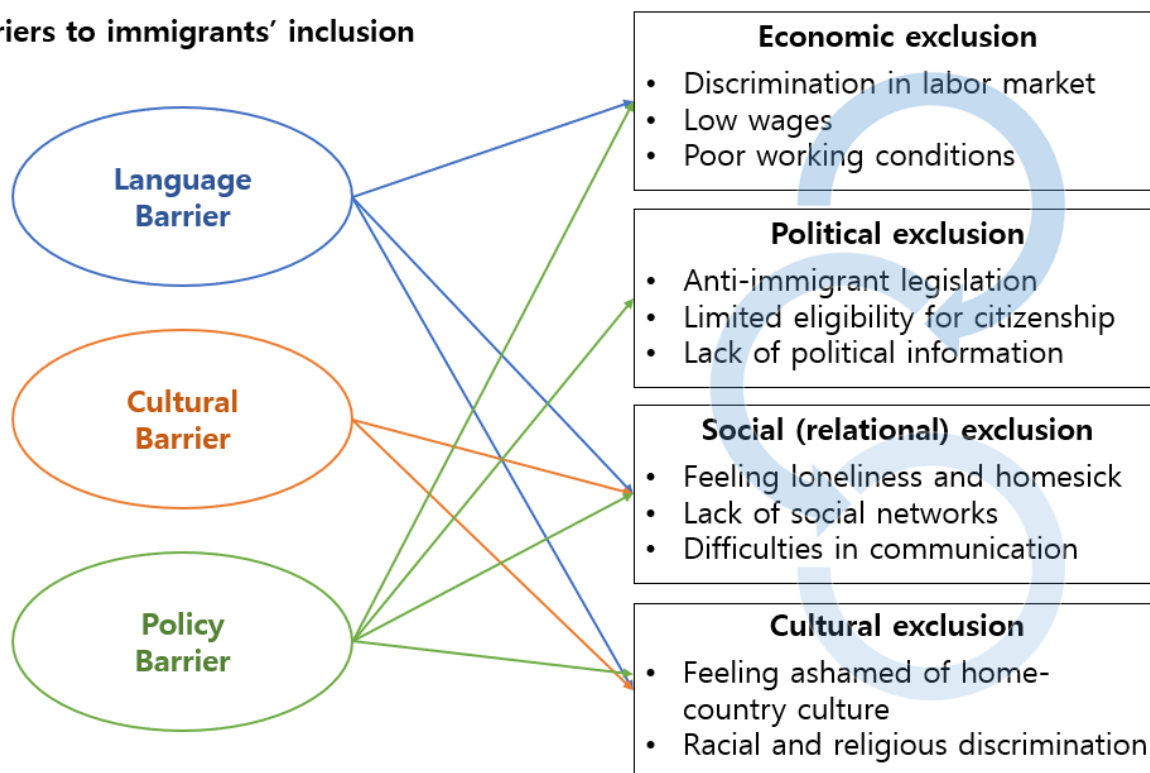 riers to immigrants' inclusion
Language
Barrier
Cultural
Barrier
Policy
Barrier
Economic exclusion
• Discrimination in labor market
• Low wages
• Poor working conditions
Political exclusion
• Anti-immigrant legislation
• Limited eligibility for citizenship
• Lack of political information
Social (relational) exclusion
• Feeling loneliness and homesick
• Lack of social networks
• Difficulties in communication
Cultural exclusion
• Feeling ashamed of home-
country culture
• Racial and religious discrimination